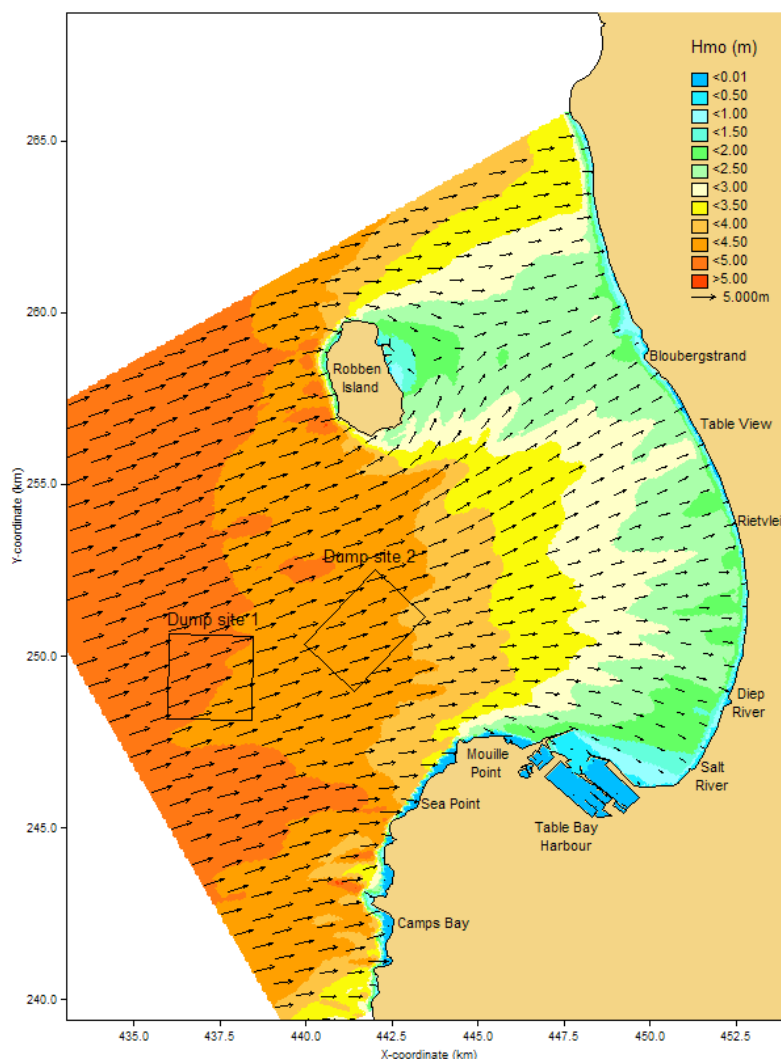 Hmo (m)
<0.01
<0.50
<1.00
<1.50
<2.00
<2.50
<3.00
<3.50
<4.00
<4.50
<5.00
>5.00
5.000m
265.0
260.0
255.0
250.0
245.0
240.0
Y-coordinate (km)
Robben
Island
Bloubergstrand
Table View
Rietvlei
Dump site 2
Dump site 1
Diep
River
Mouille
Point
Salt
River
Sea Point
Table Bay
Harbour
Camps Bay
435.0
437.5
440.0
442.5
445.0
447.5
450.0
452.5
X-coordinate (km)